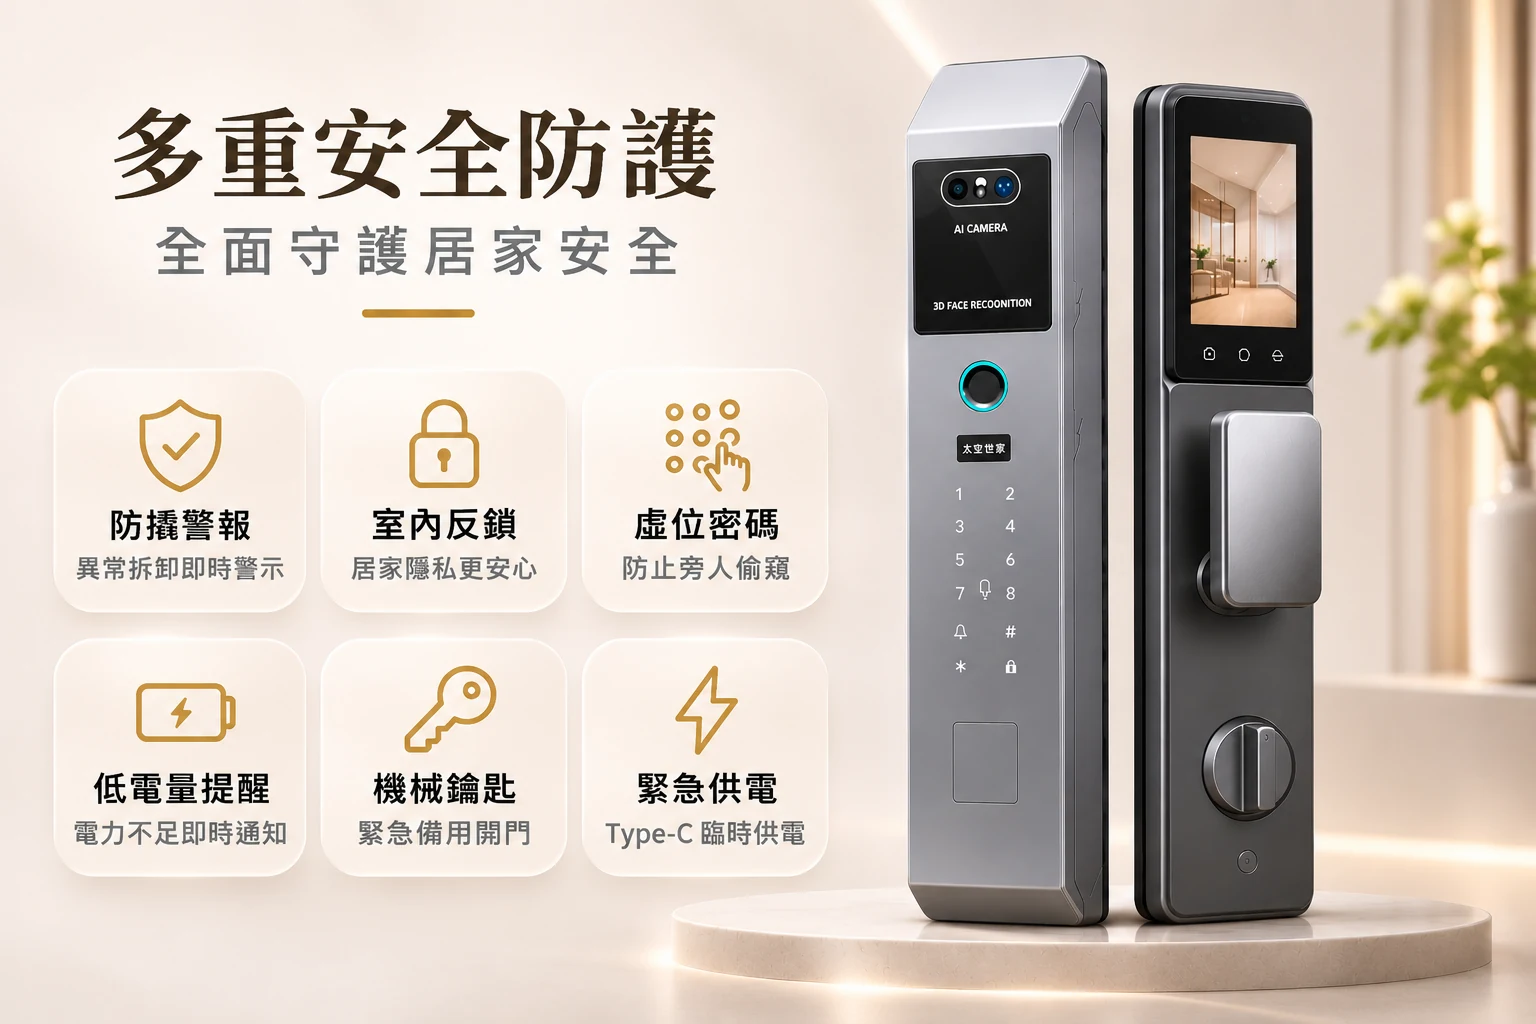 多重安全防護
全面守護居家安全
防撬警報
異常拆卸即時警示
室內反鎖
居家隱私更安心
虛位密碼
防止旁人偷窺
低電量提醒
電力不足即時通知
機械鑰匙
緊急備用開門
緊急供電
Type-C 臨時供電
AI CAMERA
3D FACE RECOONITION
太空世家
1 2
3 4
5 6
7 8
#
*